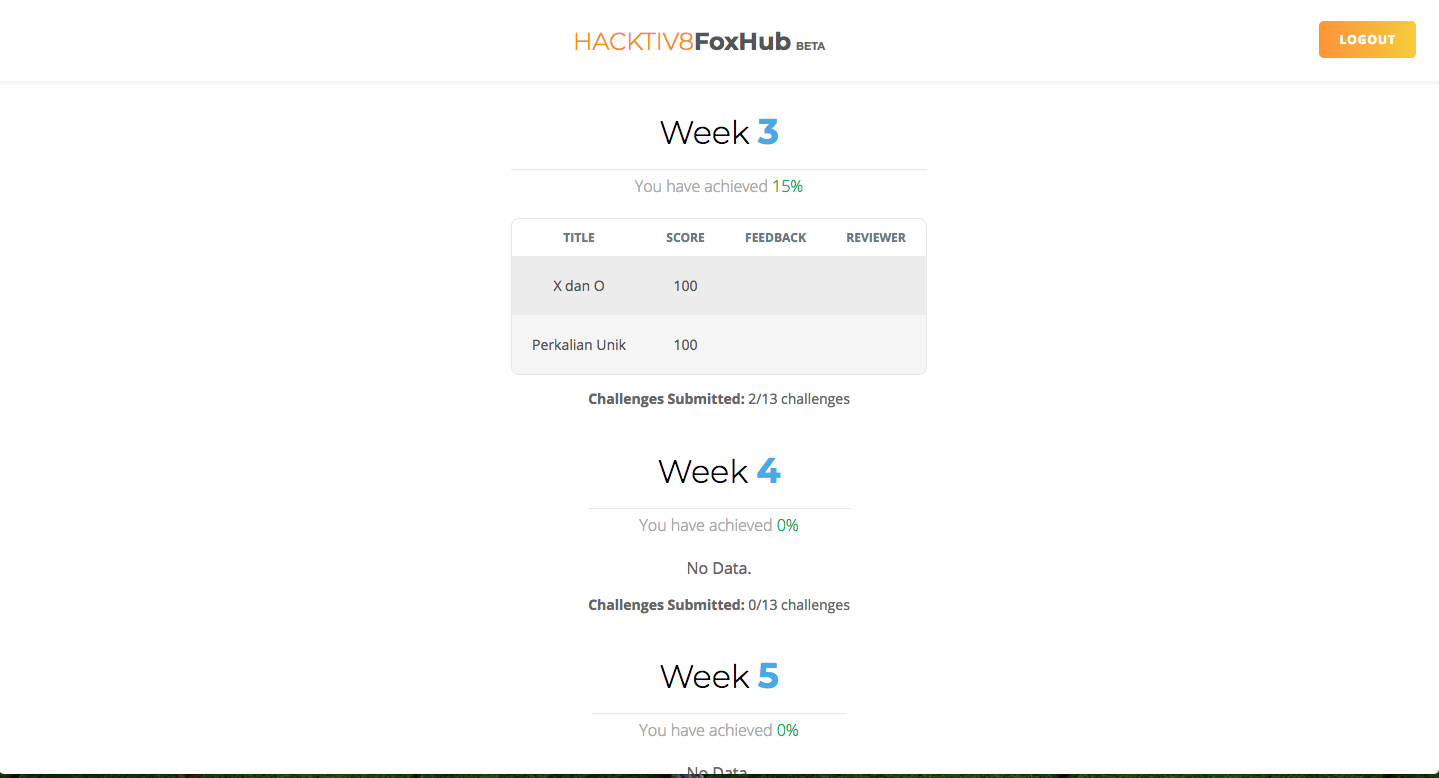 HACKTIV8FoxHub BETA
LOGOUT
Week 3
You have achieved 15%
TITLE SCORE FEEDBACK REVIEWER
X dan O 100
Perkalian Unik 100
Challenges Submitted: 2/13 challenges
Week 4
You have achieved 0%
No Data.
Challenges Submitted: 0/13 challenges
Week 5
You have achieved 0%
No Data